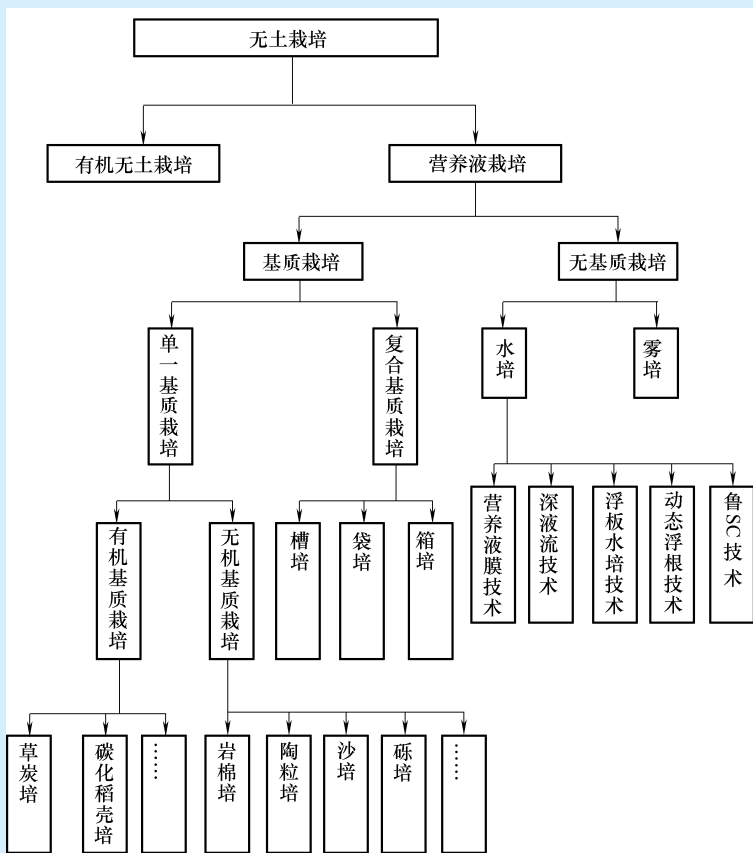 无土栽培
有机无土栽培
营养液栽培
基质栽培
无基质栽培
单一基质栽培
复合基质栽培
水培
雾培
有机基质栽培
无机基质栽培
槽培
袋培
箱培
营养液膜技术
深液流技术
浮板水培技术
动态浮根技术
鲁SC技术
草炭培
碳化稻壳培
……
岩棉培
陶粒培
沙培
砾培
……